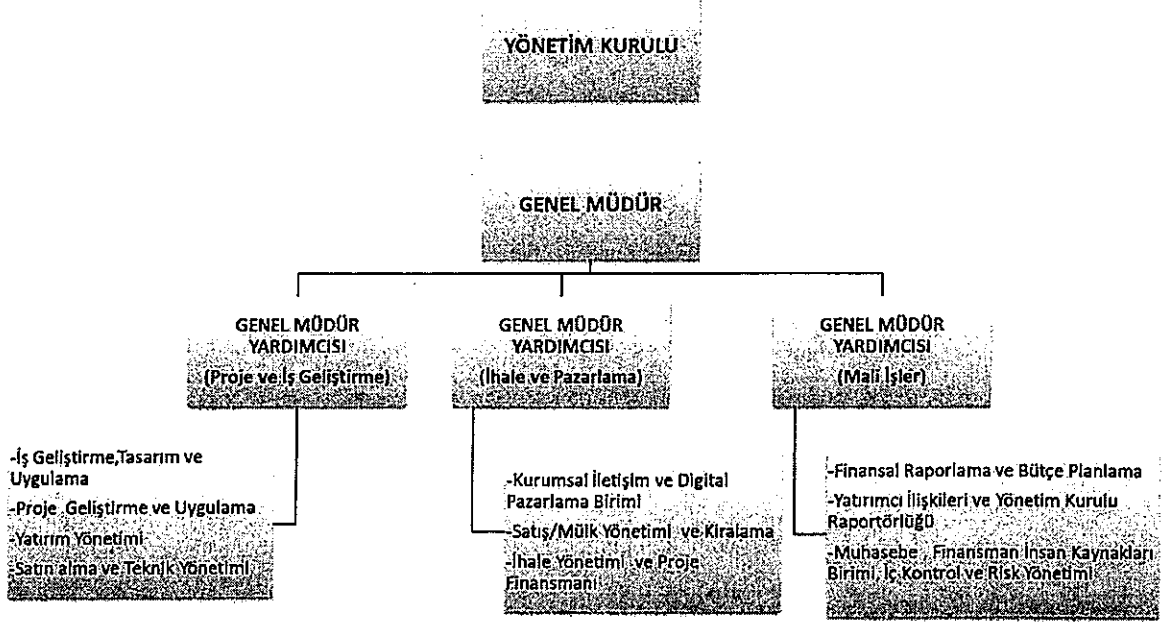 YÖNETİM KURULU
GENEL MÜDÜR
GENEL MÜDÜR
YARDIMCISI
(Proje ve İş Geliştirme)
GENEL MÜDÜR
YARDIMCISI
(İhale ve Pazarlama)
GENEL MÜDÜR
YARDIMCISI
(Mali İşler)
-İş Geliştirme,Tasarım ve
Uygulama
-Proje Geliştirme ve Uygulama
-Yatırım Yönetimi
-Satın alma ve Teknik Yönetimi
-Kurumsal İletişim ve Digital
Pazarlama Birimi
-Satış/Mülk Yönetimi ve Kiralama
-İhale Yönetimi ve Proje
Finansmanı
-Finansal Raporlama ve Bütçe Planlama
-Yatırımcı İlişkileri ve Yönetim Kurulu
Raportörlüğü
-Muhasebe Finansman İnsan Kaynakları
Birimi, İç Kontrol ve Risk Yönetimi